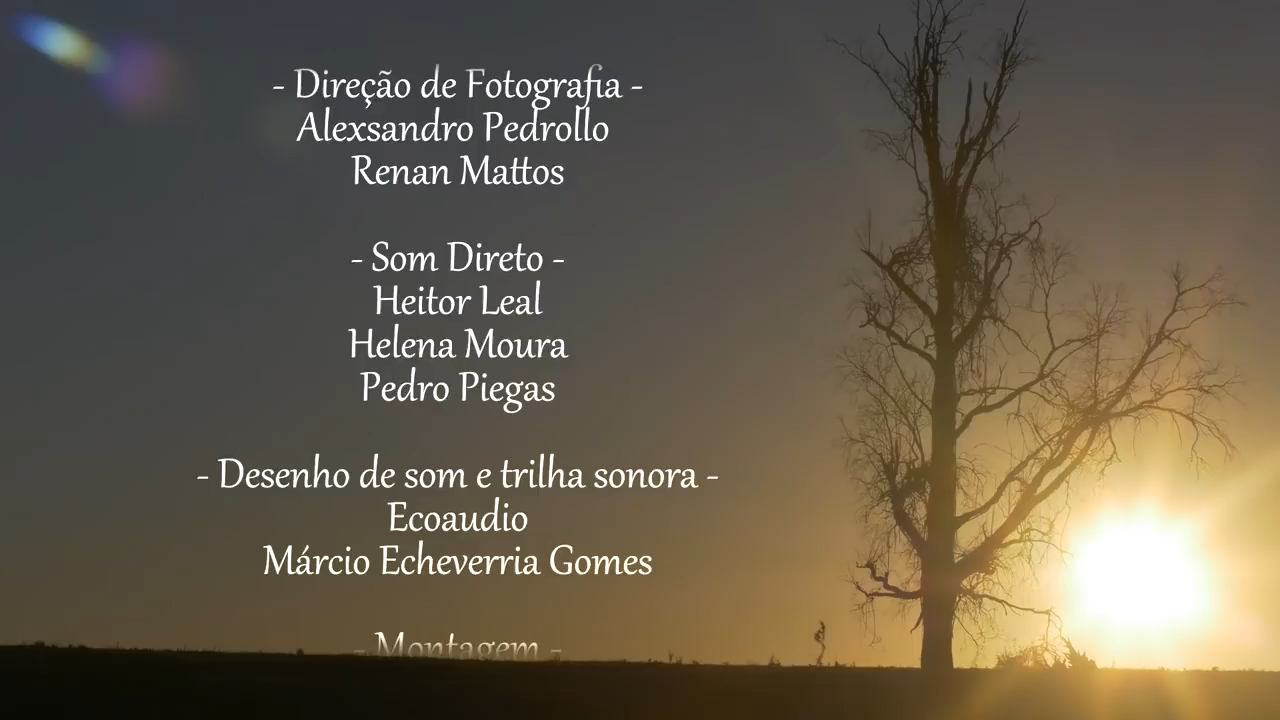 - Direção de Fotografia -
Alexsandro Pedrollo
Renan Mattos
- Som Direto -
Heitor Leal
Helena Moura
Pedro Piegas
- Desenho de som e trilha sonora -
Ecoaudio
Márcio Echeverria Gomes
- Montagem -